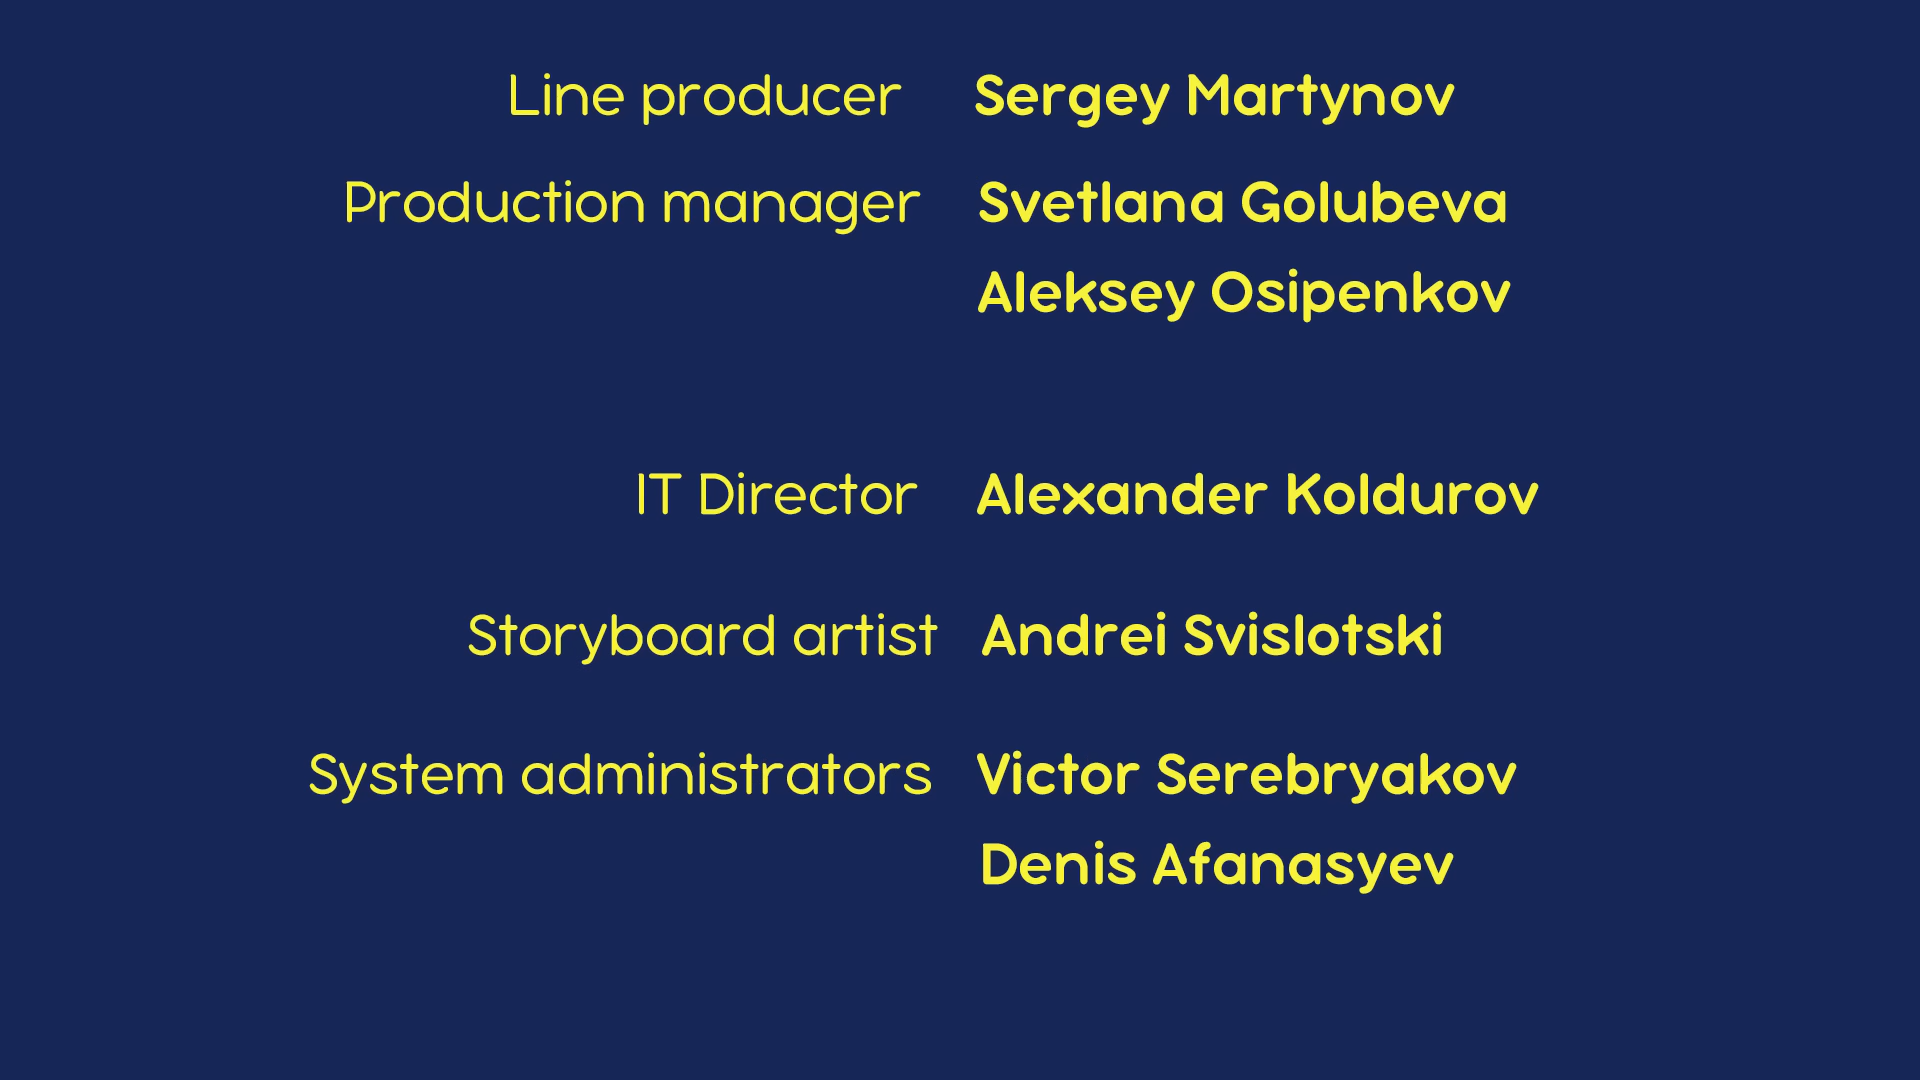 Line producer Sergey Martynov
Production manager Svetlana Golubeva
Aleksey Osipenkov
IT Director Alexander Koldurov
Storyboard artist Andrei Svislotski
System administrators Victor Serebryakov
Denis Afanasyev